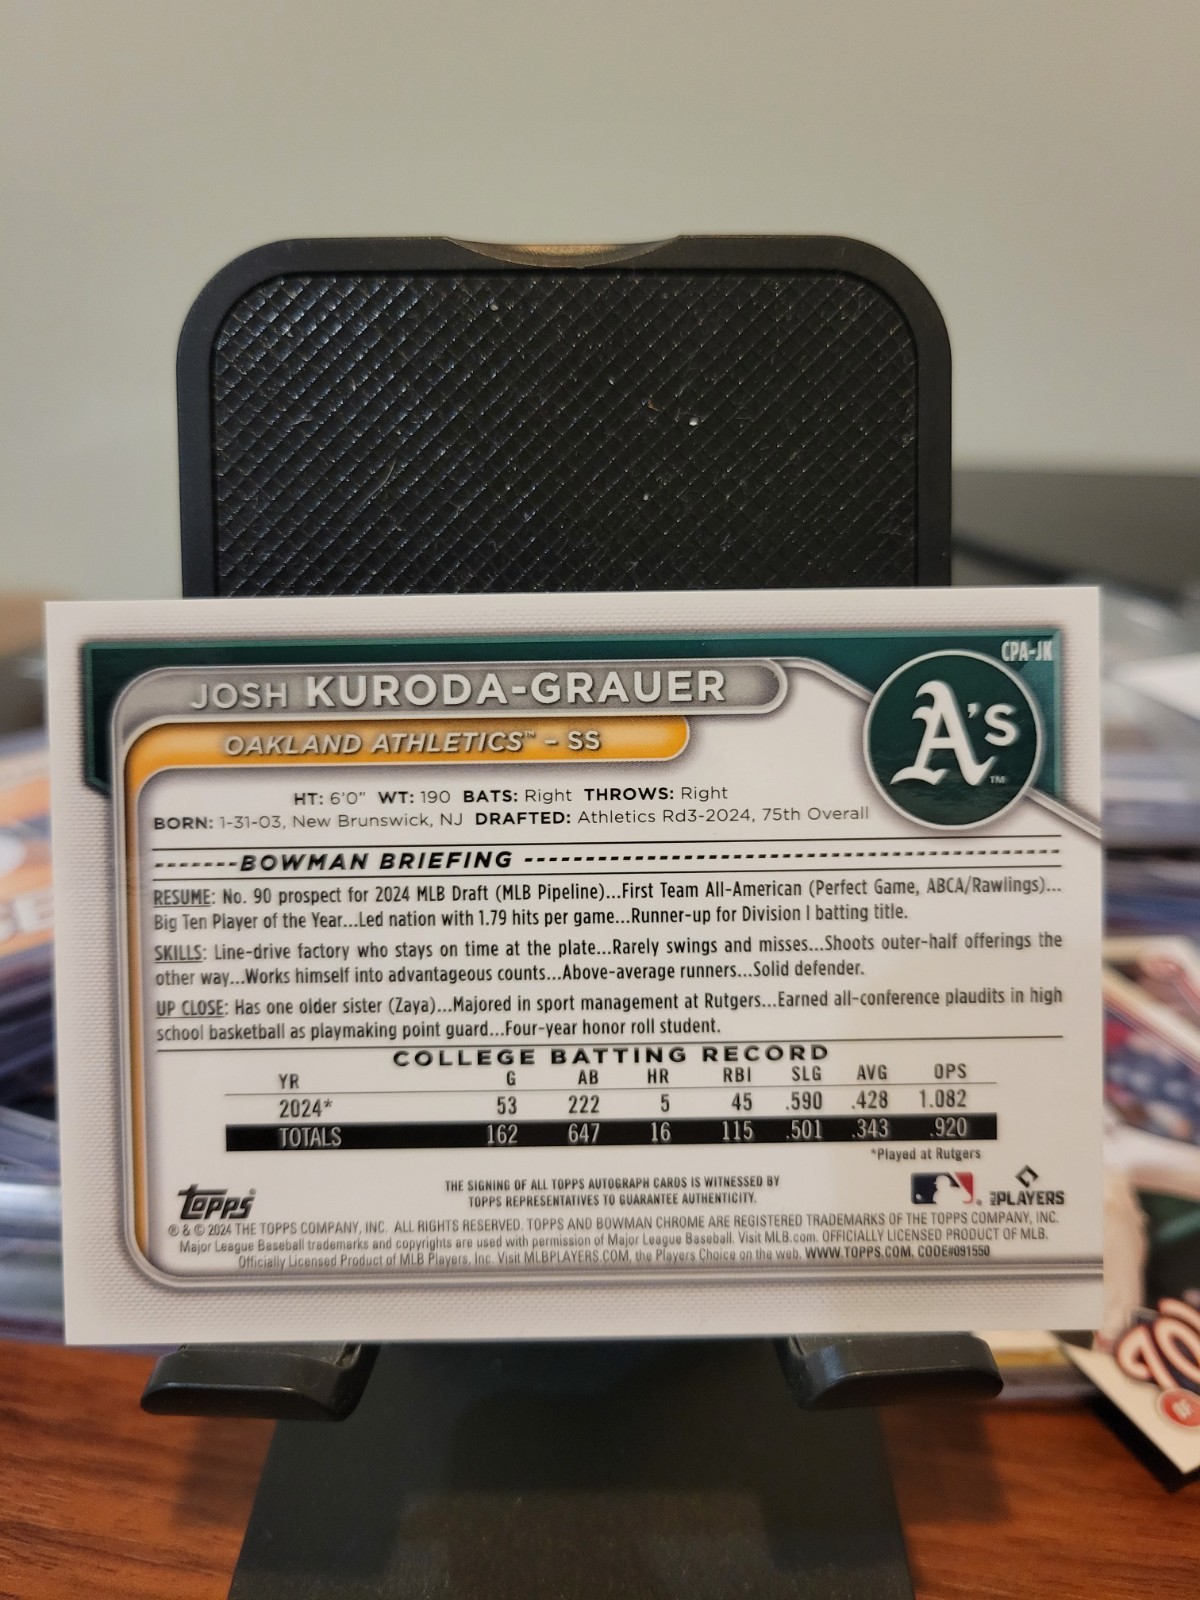 CPA-JK
JOSH KURODA-GRAUER
A's
TM
OAKLAND ATHLETICS™ - SS
HT: 6'0" WT: 190 BATS: Right THROWS: Right
BORN: 1-31-03, New Brunswick, NJ DRAFTED: Athletics Rd3-2024, 75th Overall
BOWMAN BRIEFING
RESUME: No. 90 prospect for 2024 MLB Draft (MLB Pipeline)...First Team All-American (Perfect Game, ABCA/Rawlings)...
Big Ten Player of the Year...Led nation with 1.79 hits per game...Runner-up for Division I batting title.
SKILLS: Line-drive factory who stays on time at the plate...Rarely swings and misses...Shoots outer-half offerings the
other way...Works himself into advantageous counts...Above-average runners...Solid defender.
UP CLOSE: Has one older sister (Zaya)...Majored in sport management at Rutgers...Earned all-conference plaudits in high
school basketball as playmaking point guard...Four-year honor roll student.
COLLEGE BATTING RECORD
YR G AB HR RBI SLG AVG OPS
2024* 53 222 5 45 .590 .428 1.082
TOTALS 162 647 16 115 .501 .343 .920
*Played at Rutgers
Topps®
THE SIGNING OF ALL TOPPS AUTOGRAPH CARDS IS WITNESSED BY
TOPPS REPRESENTATIVES TO GUARANTEE AUTHENTICITY.
PLAYERS
® & © 2024 THE TOPPS COMPANY, INC. ALL RIGHTS RESERVED. TOPPS AND BOWMAN CHROME ARE REGISTERED TRADEMARKS OF THE TOPPS COMPANY, INC.
Major League Baseball trademarks and copyrights are used with permission of Major League Baseball. Visit MLB.com. OFFICIALLY LICENSED PRODUCT OF MLB.
Officially Licensed Product of MLB Players, Inc. Visit MLBPLAYERS.COM, the Players Choice on the web. WWW.TOPPS.COM. CODE#091550